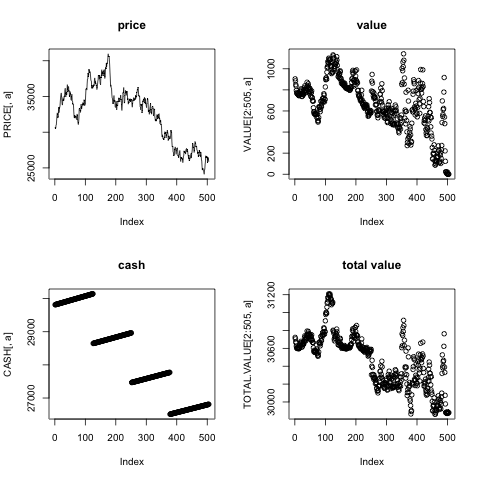 price
PRICE[, a]
25000
35000
0
100
200
300
400
500
Index
value
VALUE[2:505, a]
0
200
600
1000
0
100
200
300
400
500
Index
cash
CASH[, a]
27000
29000
0
100
200
300
400
500
Index
total value
TOTAL.VALUE[2:505, a]
30000
30600
31200
0
100
200
300
400
500
Index